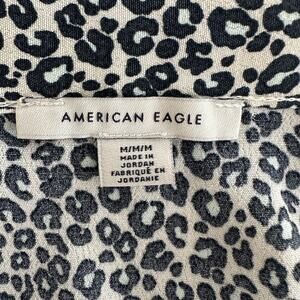 AMERICAN EAGLE
M/M/M
MADE IN
JORDAN
FABRIQUÉ EN
JORDANIE